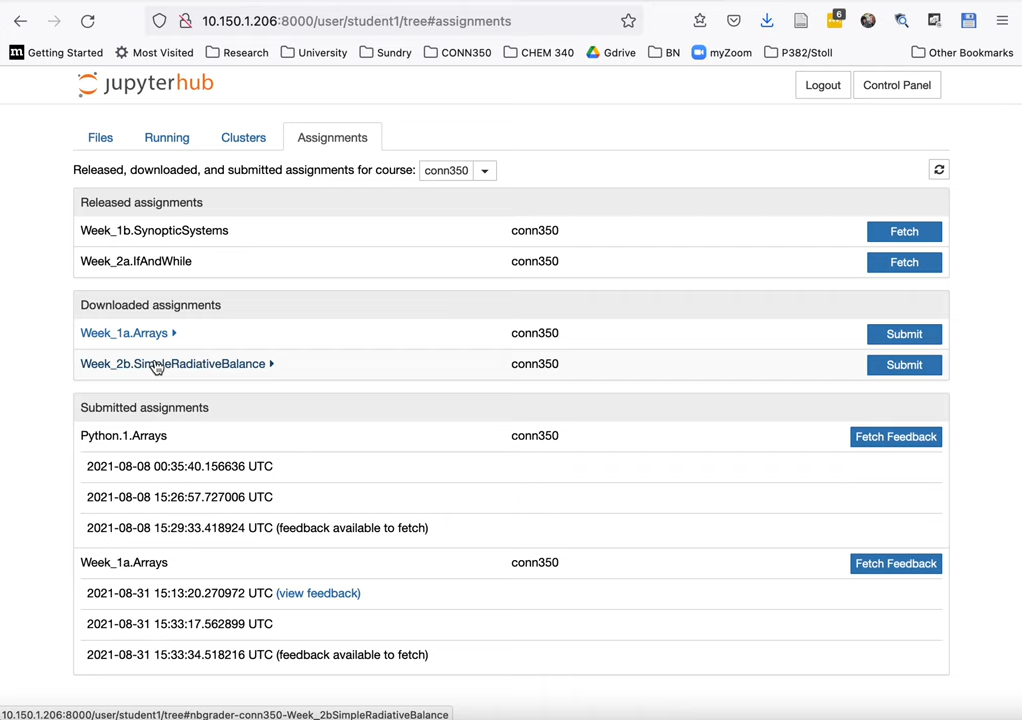 10.150.1.206:8000/user/student1/tree#assignments
6
m Getting Started Most Visited Research University Sundry CONN350 CHEM 340 Gdrive BN myZoom P382/Stoll Other Bookmarks
jupyterhub Logout Control Panel
Files Running Clusters Assignments
Released, downloaded, and submitted assignments for course: conn350
Released assignments
Week_1b.SynopticSystems conn350 Fetch
Week_2a.IfAndWhile conn350 Fetch
Downloaded assignments
Week_1a.Arrays conn350 Submit
Week_2b.SimpleRadiativeBalance conn350 Submit
Submitted assignments
Python.1.Arrays conn350 Fetch Feedback
2021-08-08 00:35:40.156636 UTC
2021-08-08 15:26:57.727006 UTC
2021-08-08 15:29:33.418924 UTC (feedback available to fetch)
Week_1a.Arrays conn350 Fetch Feedback
2021-08-31 15:13:20.270972 UTC (view feedback)
2021-08-31 15:33:17.562899 UTC
2021-08-31 15:33:34.518216 UTC (feedback available to fetch)
10.150.1.206:8000/user/student1/tree#nbgrader-conn350-Week_2bSimpleRadiativeBalance